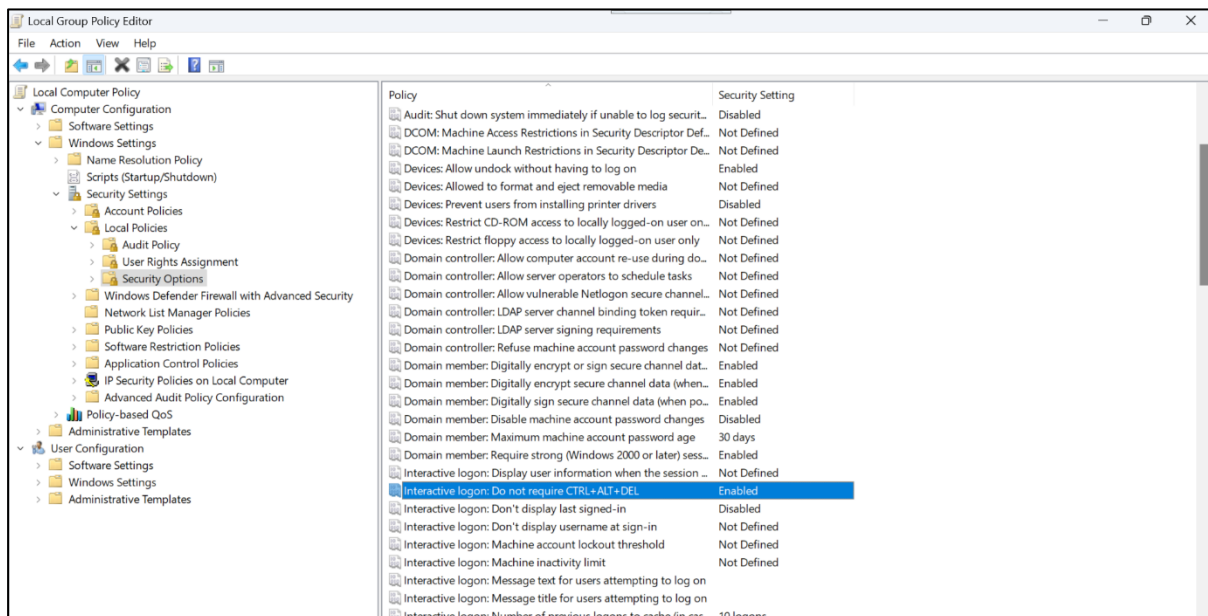 Local Group Policy Editor
File Action View Help
Local Computer Policy
Computer Configuration
Software Settings
Windows Settings
Name Resolution Policy
Scripts (Startup/Shutdown)
Security Settings
Account Policies
Local Policies
Audit Policy
User Rights Assignment
Security Options
Windows Defender Firewall with Advanced Security
Network List Manager Policies
Public Key Policies
Software Restriction Policies
Application Control Policies
IP Security Policies on Local Computer
Advanced Audit Policy Configuration
Policy-based QoS
Administrative Templates
User Configuration
Software Settings
Windows Settings
Administrative Templates
Policy Security Setting
Audit: Shut down system immediately if unable to log securit... Disabled
DCOM: Machine Access Restrictions in Security Descriptor Def... Not Defined
DCOM: Machine Launch Restrictions in Security Descriptor De... Not Defined
Devices: Allow undock without having to log on Enabled
Devices: Allowed to format and eject removable media Not Defined
Devices: Prevent users from installing printer drivers Disabled
Devices: Restrict CD-ROM access to locally logged-on user on... Not Defined
Devices: Restrict floppy access to locally logged-on user only Not Defined
Domain controller: Allow computer account re-use during do... Not Defined
Domain controller: Allow server operators to schedule tasks Not Defined
Domain controller: Allow vulnerable Netlogon secure channel... Not Defined
Domain controller: LDAP server channel binding token requir... Not Defined
Domain controller: LDAP server signing requirements Not Defined
Domain controller: Refuse machine account password changes Not Defined
Domain member: Digitally encrypt or sign secure channel dat... Enabled
Domain member: Digitally encrypt secure channel data (when... Enabled
Domain member: Digitally sign secure channel data (when po... Enabled
Domain member: Disable machine account password changes Disabled
Domain member: Maximum machine account password age 30 days
Domain member: Require strong (Windows 2000 or later) sess... Enabled
Interactive logon: Display user information when the session ... Not Defined
Interactive logon: Do not require CTRL+ALT+DEL Enabled
Interactive logon: Don't display last signed-in Disabled
Interactive logon: Don't display username at sign-in Not Defined
Interactive logon: Machine account lockout threshold Not Defined
Interactive logon: Machine inactivity limit Not Defined
Interactive logon: Message text for users attempting to log on
Interactive logon: Message title for users attempting to log on
Interactive logon: Number of previous logons to cache (in cas... 10 logons